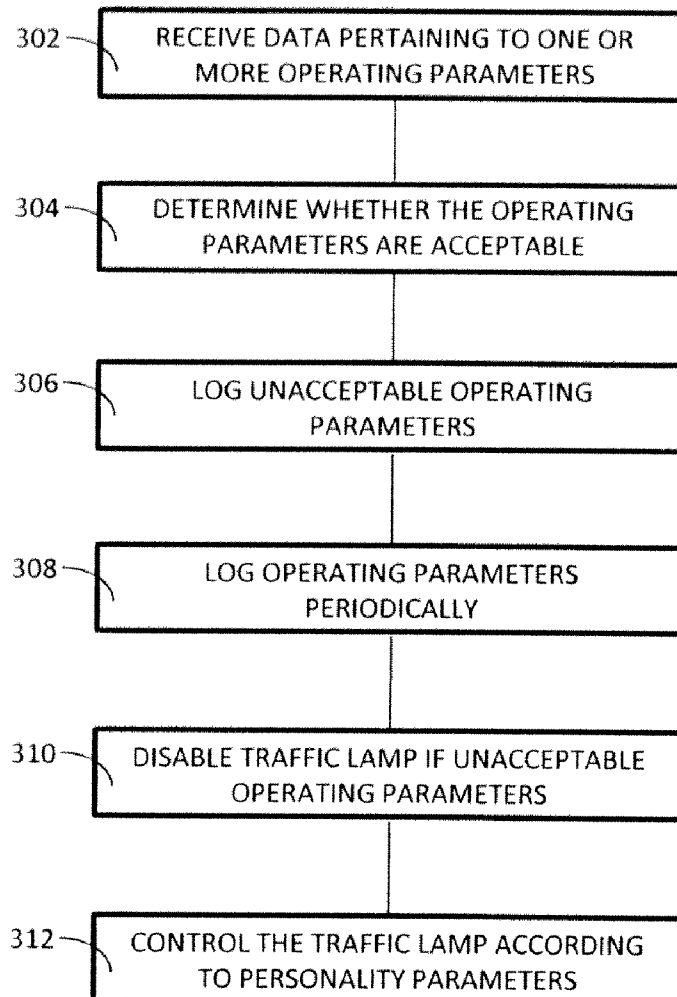 302
RECEIVE DATA PERTAINING TO ONE OR
MORE OPERATING PARAMETERS
304
DETERMINE WHETHER THE OPERATING
PARAMETERS ARE ACCEPTABLE
306
LOG UNACCEPTABLE OPERATING
PARAMETERS
308
LOG OPERATING PARAMETERS
PERIODICALLY
310
DISABLE TRAFFIC LAMP IF UNACCEPTABLE
OPERATING PARAMETERS
312
CONTROL THE TRAFFIC LAMP ACCORDING
TO PERSONALITY PARAMETERS